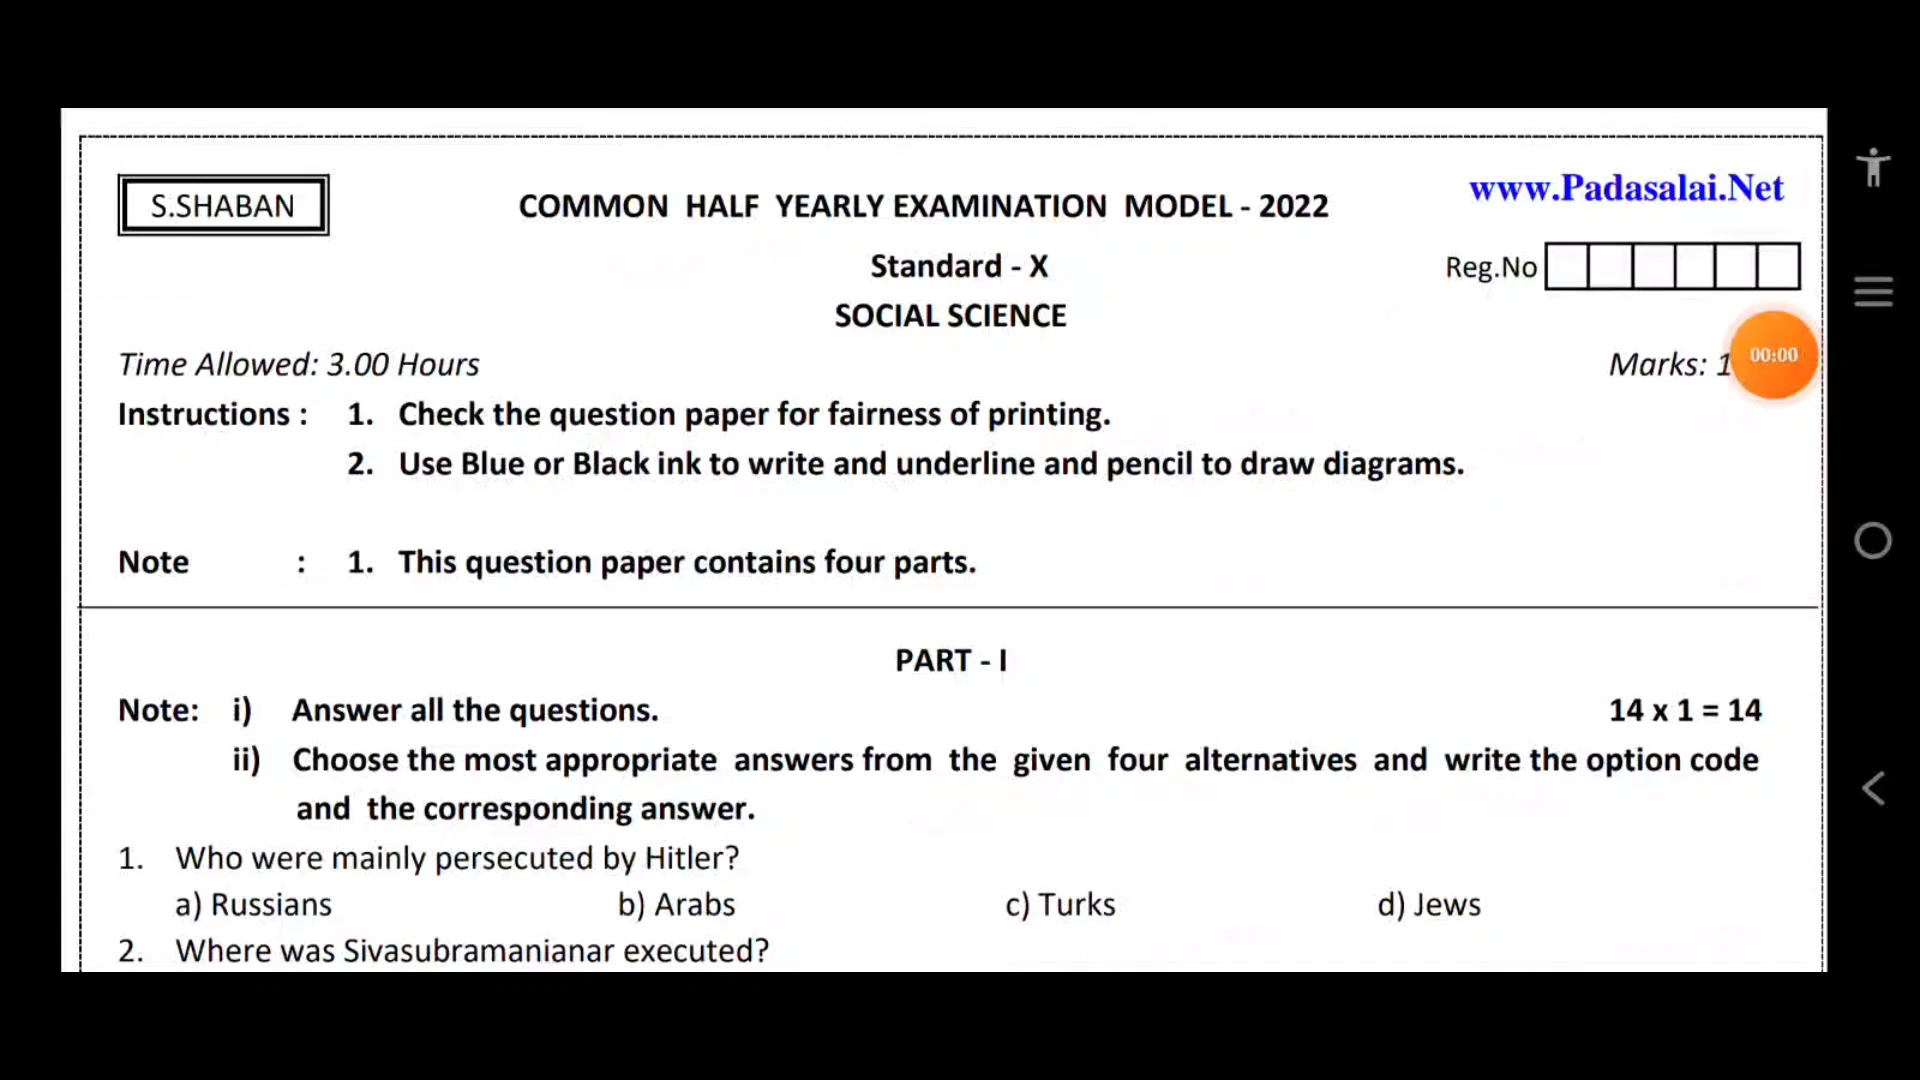 S.SHABAN
COMMON HALF YEARLY EXAMINATION MODEL - 2022
www.Padasalai.Net
Standard - X
Reg.No
SOCIAL SCIENCE
Time Allowed: 3.00 Hours
Marks: 1
00:00
Instructions : 1. Check the question paper for fairness of printing.
2. Use Blue or Black ink to write and underline and pencil to draw diagrams.
Note : 1. This question paper contains four parts.
PART - I
Note: i) Answer all the questions. 14 x 1 = 14
ii) Choose the most appropriate answers from the given four alternatives and write the option code
and the corresponding answer.
1. Who were mainly persecuted by Hitler?
a) Russians b) Arabs c) Turks d) Jews
2. Where was Sivasubramanianar executed?